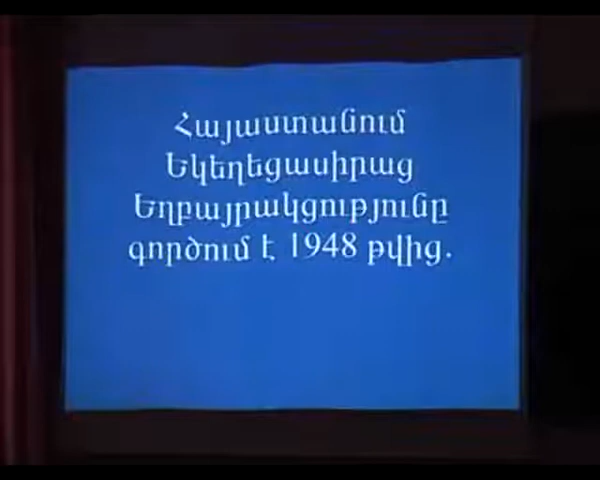 Հայաստանում
Եկեղեցասիրաց
Եղբայրակցությունը
գործում է 1948 թվից.